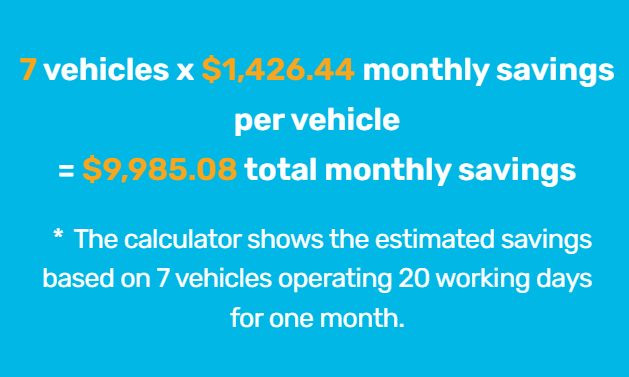 7 vehicles x $1,426.44 monthly savings
per vehicle
= $9,985.08 total monthly savings
* The calculator shows the estimated savings
based on 7 vehicles operating 20 working days
for one month.